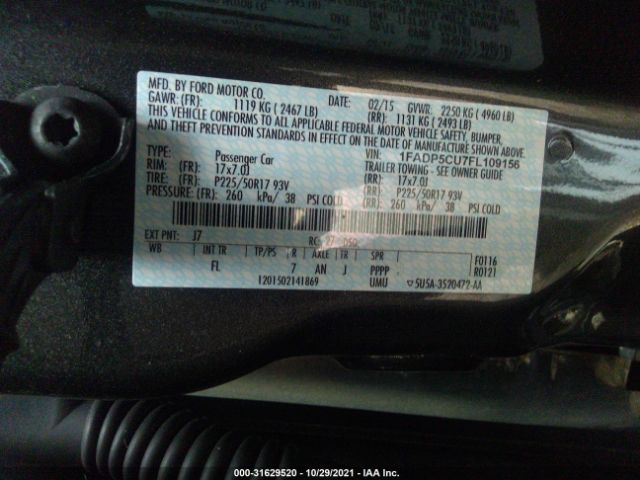 MFD. BY FORD MOTOR CO.
DATE: 02/15 GVWR: 2250 KG ( 4960 LB)
GAWR: (FR): 1119 KG ( 2467 LB) (RR): 1131 KG ( 2493 LB)
THIS VEHICLE CONFORMS TO ALL APPLICABLE FEDERAL MOTOR VEHICLE SAFETY, BUMPER,
AND THEFT PREVENTION STANDARDS IN EFFECT ON THE DATE OF MANUFACTURE SHOWN ABOVE.
VIN: 1FADP5CU7FL109156
TYPE: Passenger Car TRAILER TOWING - SEE OWNER GUIDE
RIM: 17x7.0J (RR): 17x7.0J
TIRE: (FR): P225/50R17 93V (RR): P225/50R17 93V
PRESSURE: (FR): 260 kPa/ 38 PSI COLD (RR): 260 kPa/ 38 PSI COLD
EXT PNT: J7 RC: 27
WB INT TR TP/PS R AXLE TR SPR
F0116
FL 7 AN J PPPP R0121
1201502141869 UMU ▽5U5A-3520472-AA
000-31629520 - 10/29/2021 - IAA Inc.